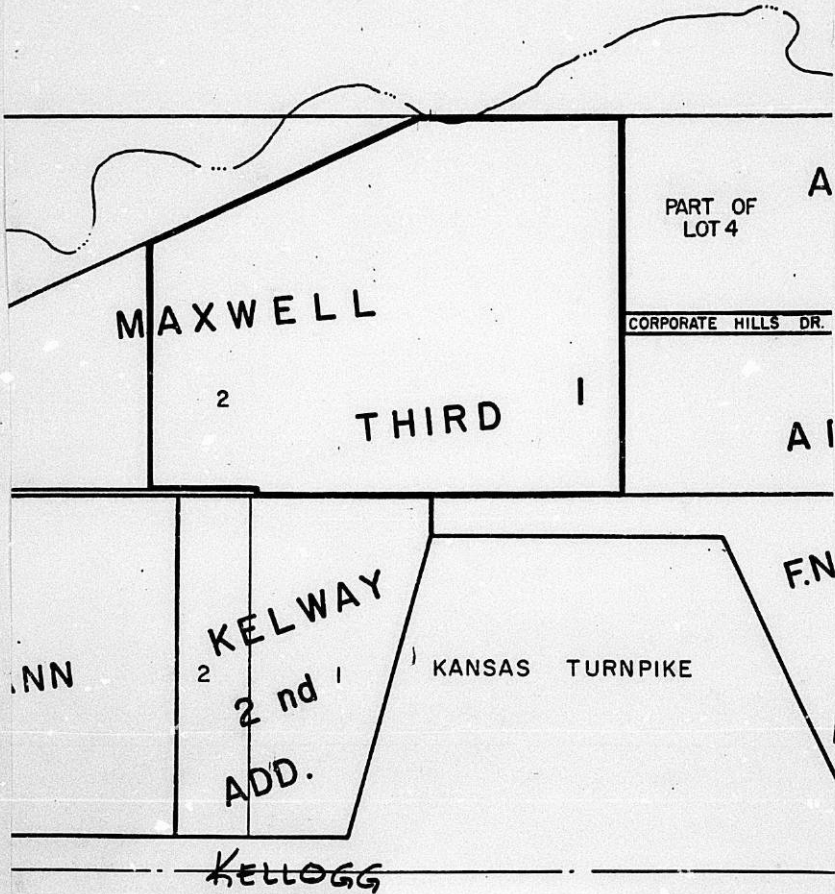 PART OF
LOT 4
A
MAXWELL
CORPORATE HILLS DR.
2
THIRD
1
A
F.N
KELWAY
2
2 nd
1
ADD.
NN
KANSAS TURNPIKE
KELLOGG